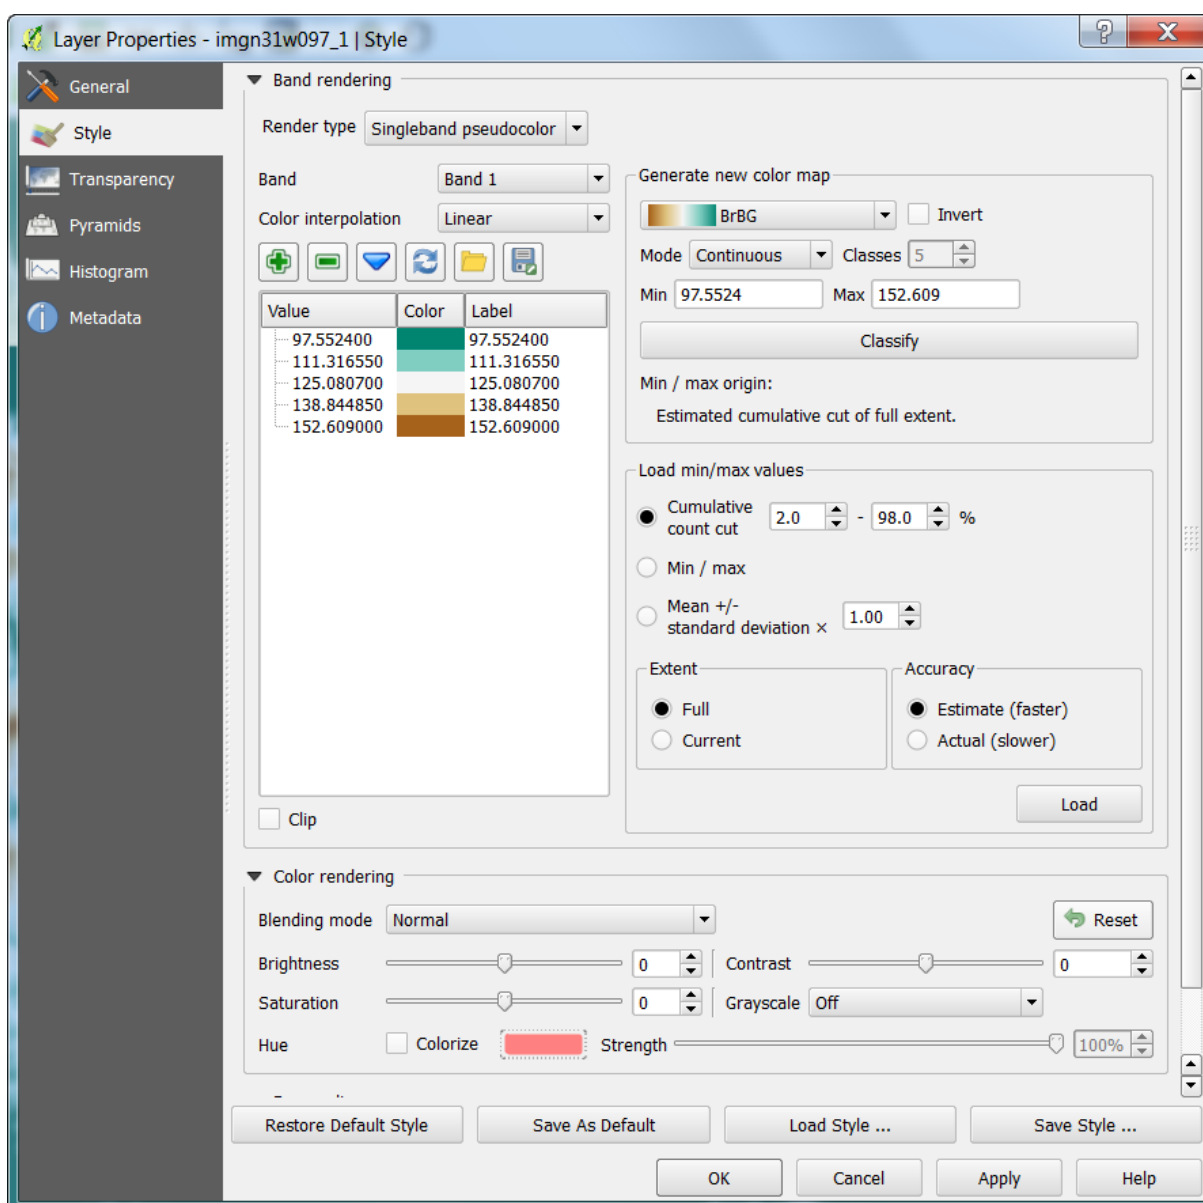 Layer Properties - imgn31w097_1 | Style
General
Style
Transparency
Pyramids
Histogram
Metadata
Band rendering
Render type Singleband pseudocolor
Band Band 1
Color interpolation Linear
Value Color Label
97.552400 97.552400
111.316550 111.316550
125.080700 125.080700
138.844850 138.844850
152.609000 152.609000
Clip
Generate new color map
BrBG Invert
Mode Continuous Classes 5
Min 97.5524 Max 152.609
Classify
Min / max origin:
Estimated cumulative cut of full extent.
Load min/max values
Cumulative
count cut 2.0 - 98.0 %
Min / max
Mean +/-
standard deviation × 1.00
Extent
Full
Current
Accuracy
Estimate (faster)
Actual (slower)
Load
Color rendering
Blending mode Normal Reset
Brightness 0 Contrast 0
Saturation 0 Grayscale Off
Hue Colorize Strength 100%
Restore Default Style Save As Default Load Style ... Save Style ...
OK Cancel Apply Help